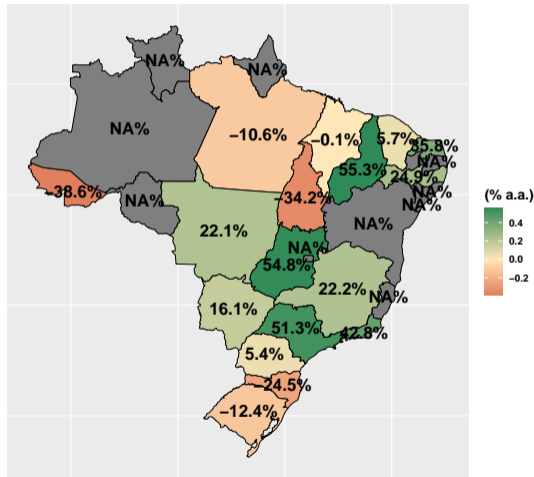 NA%
NA%
NA%
−10.6%
−0.1%
5.7%
35.8%
NA%
55.3%
24.9%
NA%
NA%
−38.6%
NA%
−34.2%
NA%
22.1%
NA%
54.8%
22.2%
NA%
16.1%
51.3%
42.8%
5.4%
−24.5%
−12.4%
(% a.a.)
0.4
0.2
0.0
−0.2